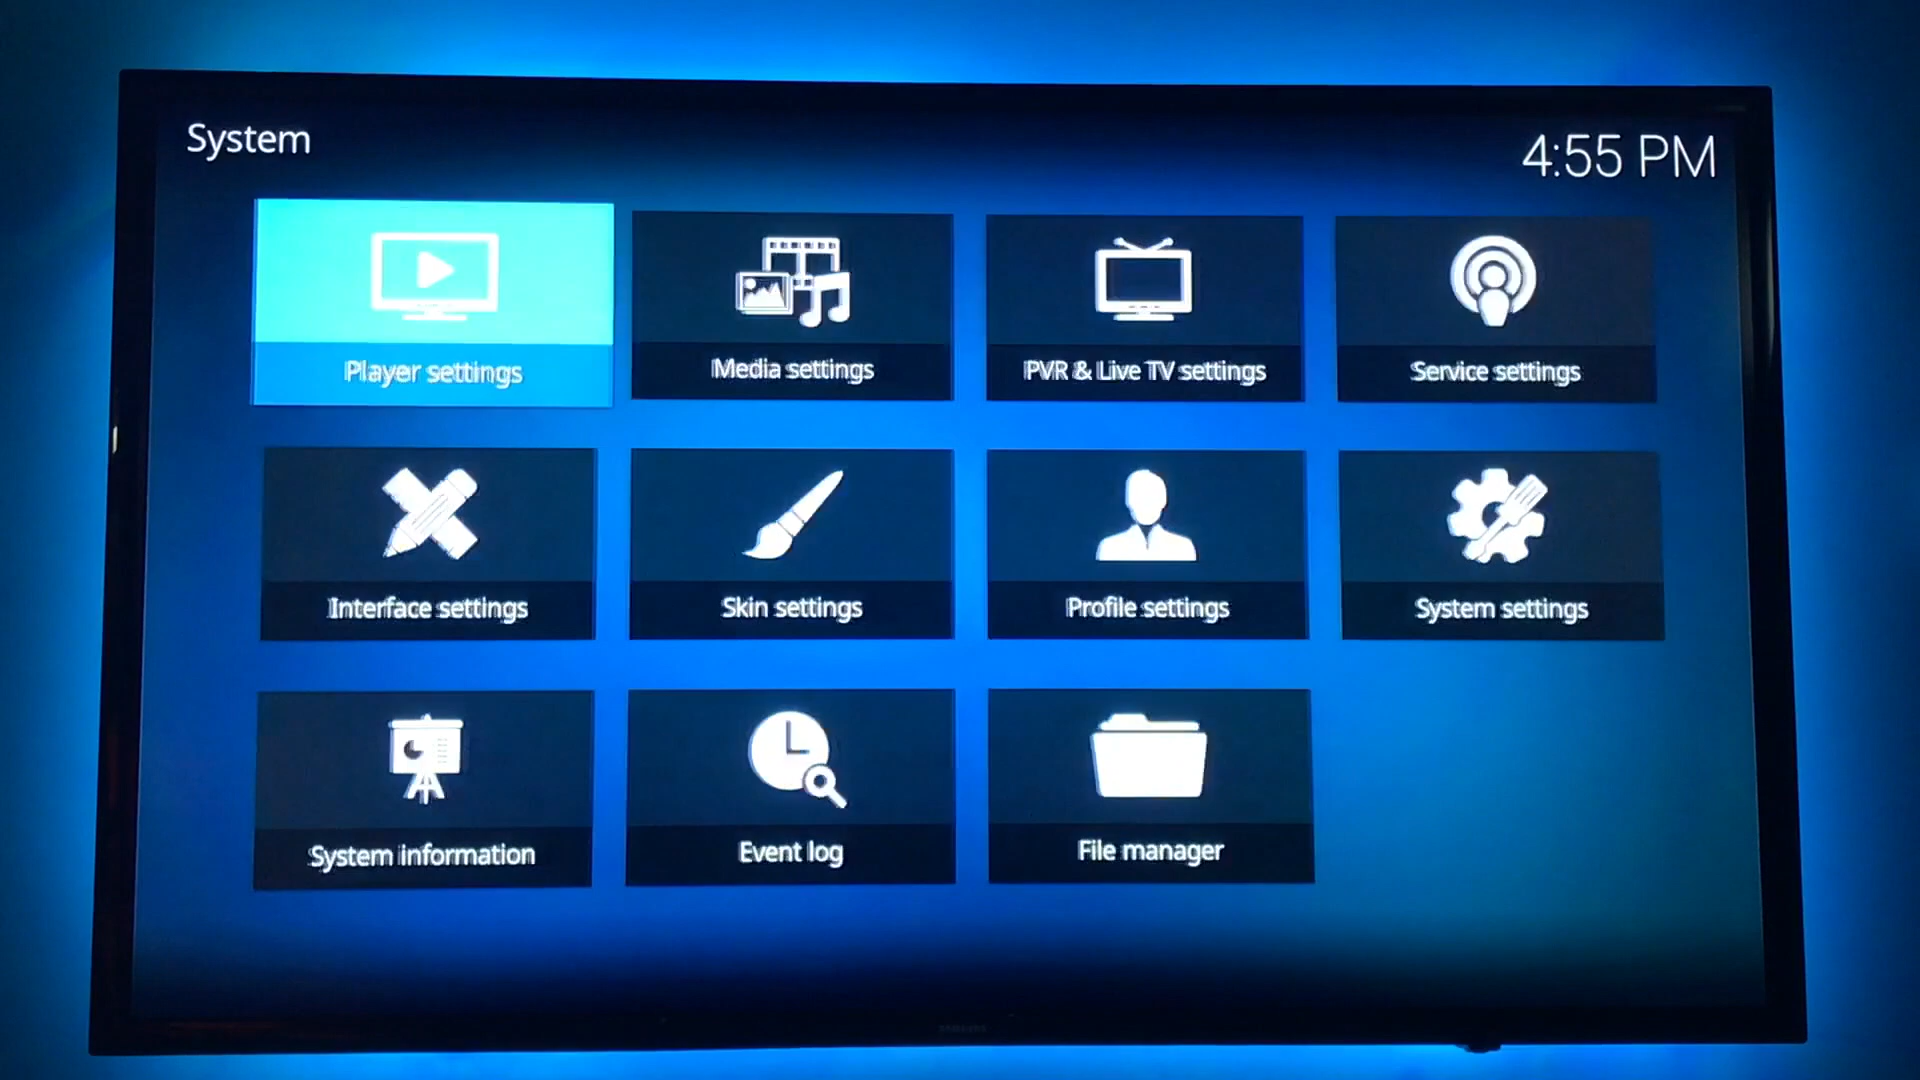 System
4:55 PM
Player settings
Media settings
PVR & Live TV settings
Service settings
Interface settings
Skin settings
Profile settings
System settings
System information
Event log
File manager
SAMSUNG